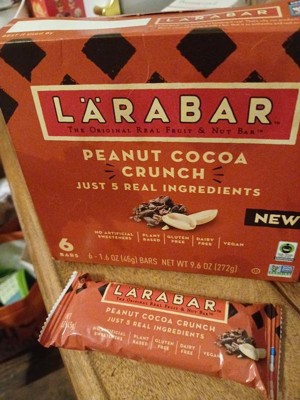 LÄRABAR
THE ORIGINAL REAL FRUIT & NUT BAR
PEANUT COCOA
CRUNCH
JUST 5 REAL INGREDIENTS
NO ARTIFICIAL SWEETENERS | PLANT BASED | GLUTEN FREE | DAIRY FREE | VEGAN
NEW
6 BARS
6 - 1.6 OZ (45g) BARS NET WT 9.6 OZ (272g)
LÄRABAR
THE ORIGINAL REAL FRUIT & NUT BAR
PEANUT COCOA CRUNCH
JUST 5 REAL INGREDIENTS
NO ARTIFICIAL SWEETENERS | PLANT BASED | GLUTEN FREE | DAIRY FREE | VEGAN